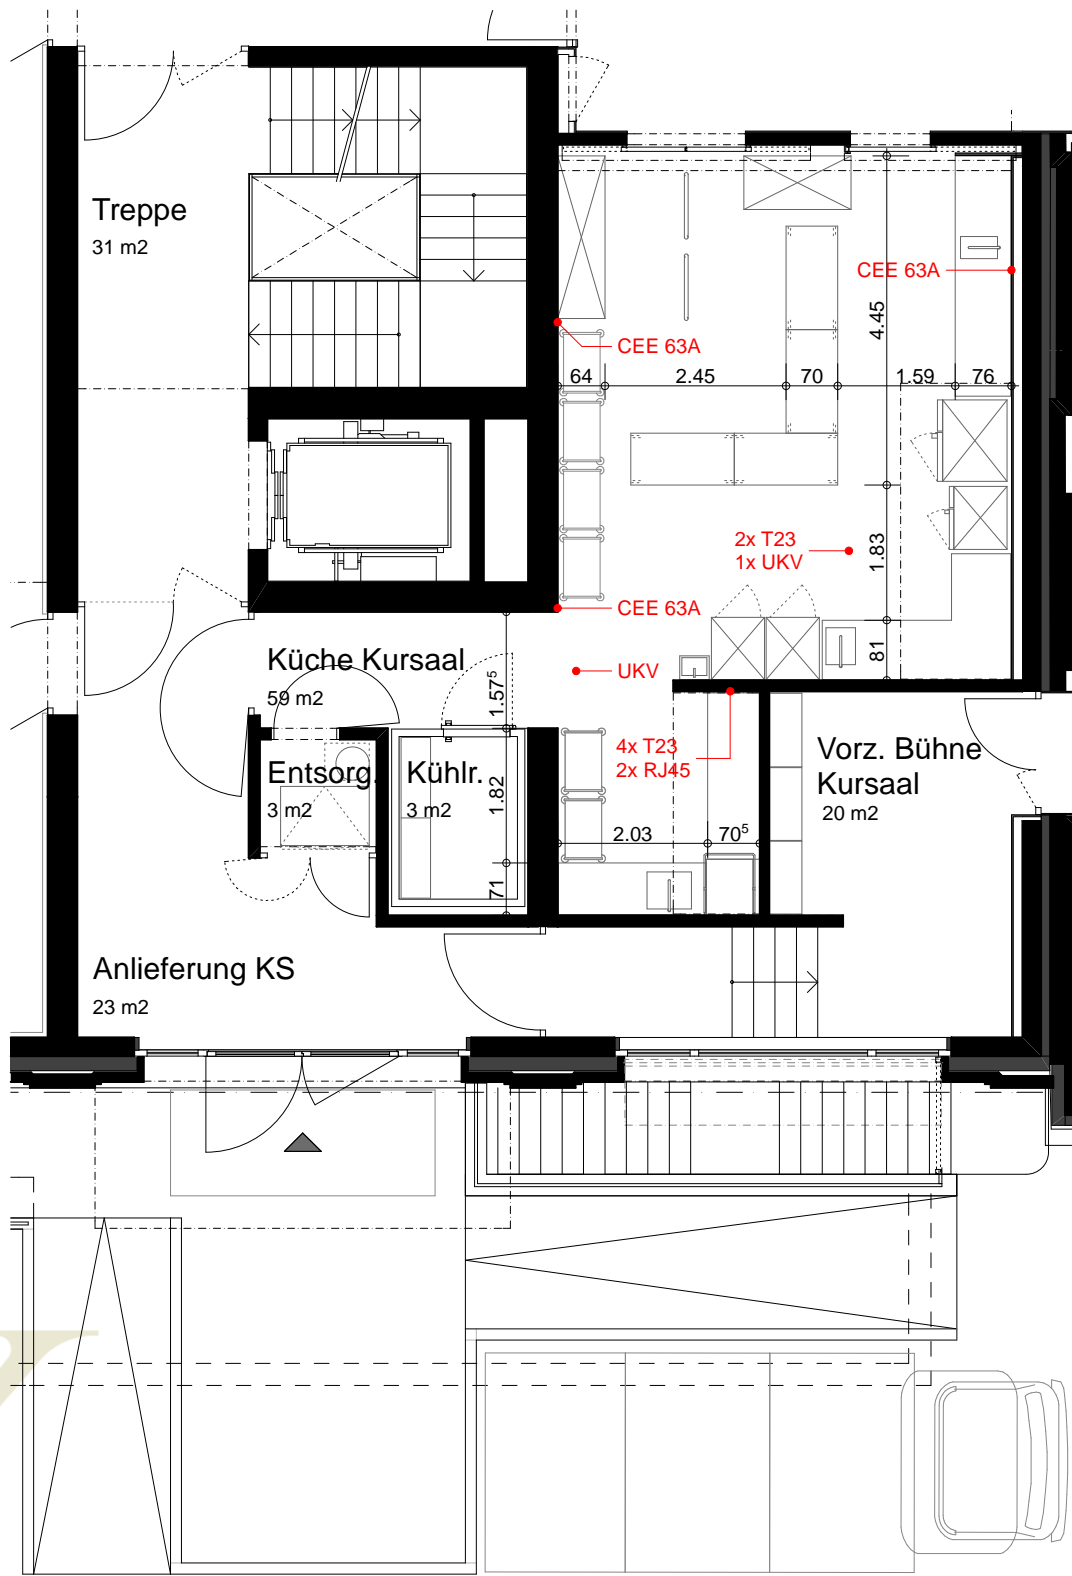 Treppe
31 m2
CEE 63A
4.45
CEE 63A
64
2.45
70
1.59
76
2x T23
1x UKV
1.83
CEE 63A
Küche Kursaal
59 m2
1.57⁵
UKV
81
4x T23
2x RJ45
Vorz. Bühne
Kursaal
20 m2
Entsorg.
3 m2
Kühlr.
3 m2
1.82
2.03
70⁵
71
Anlieferung KS
23 m2